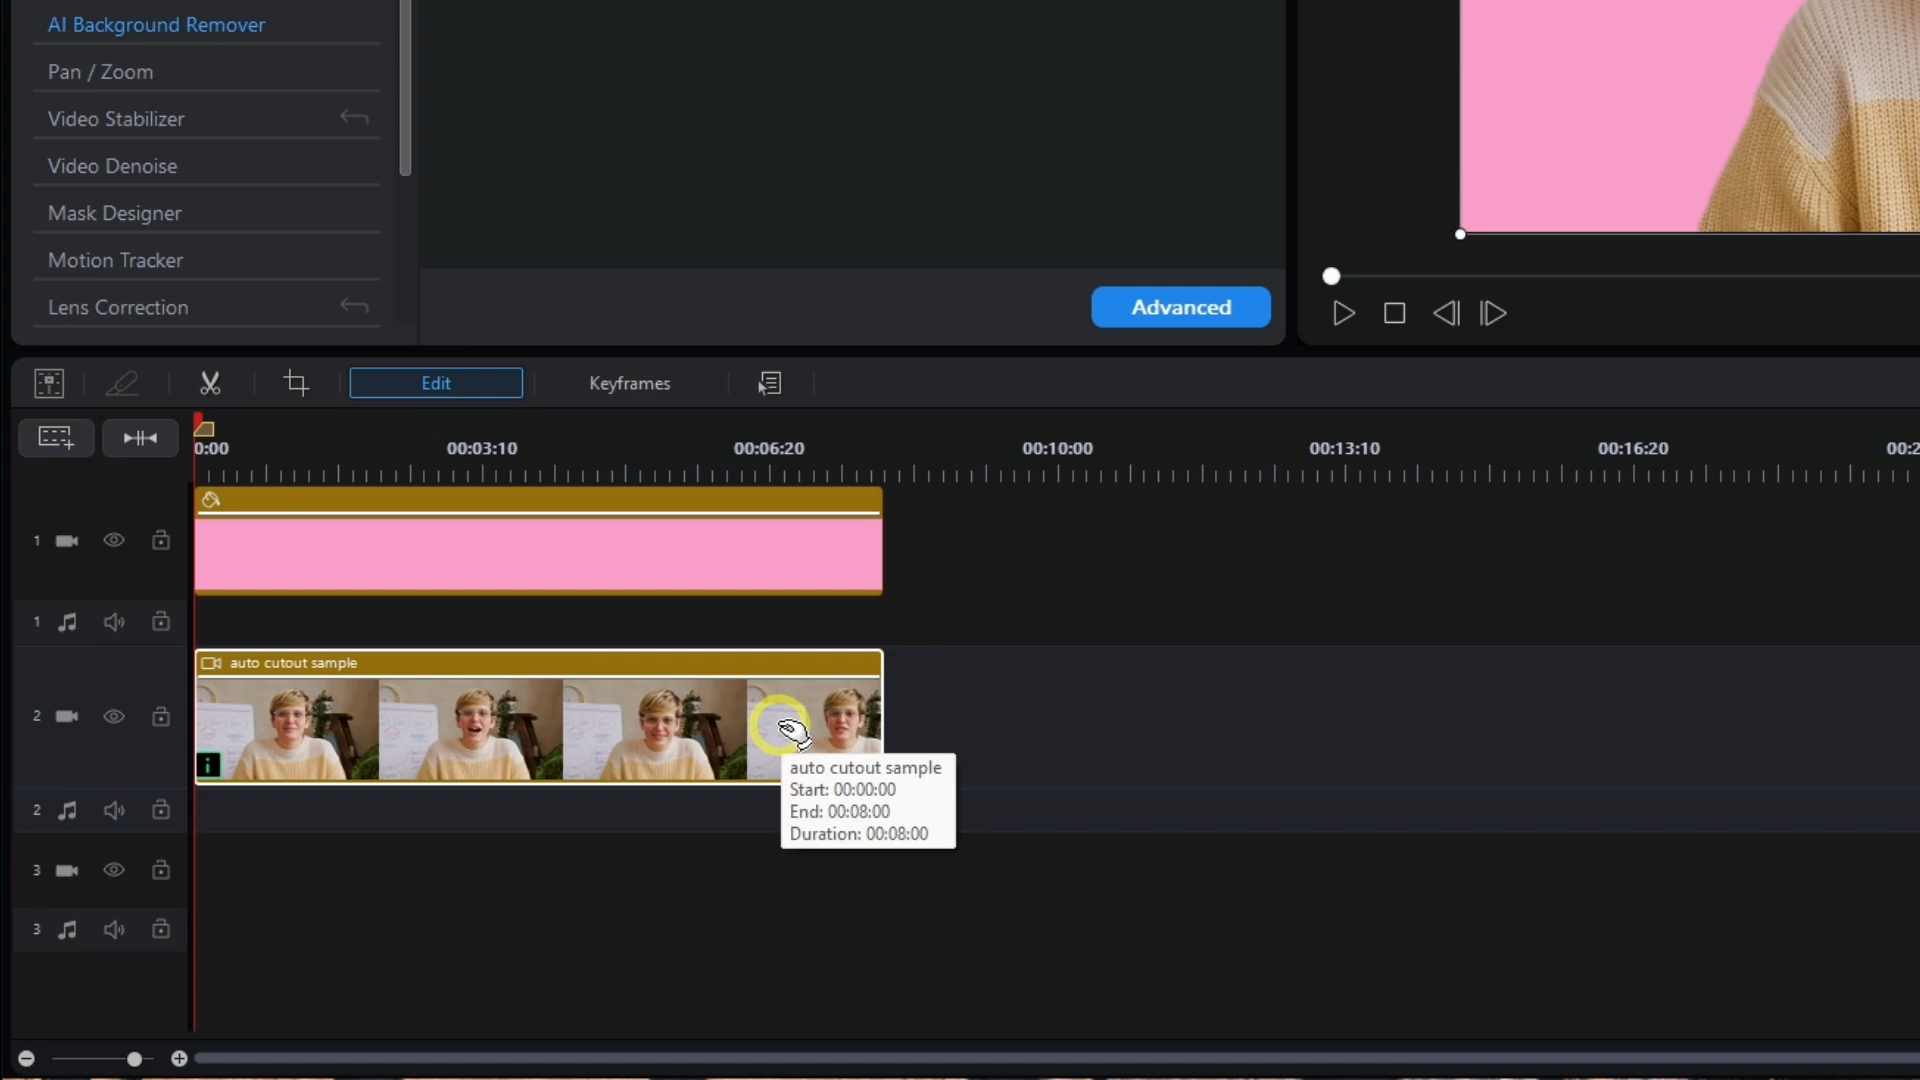 AI Background Remover
Pan / Zoom
Video Stabilizer
Video Denoise
Mask Designer
Motion Tracker
Lens Correction
Advanced
Edit
Keyframes
0:00
00:03:10
00:06:20
00:10:00
00:13:10
00:16:20
00:2
1
1
auto cutout sample
2
i
auto cutout sample
Start: 00:00:00
End: 00:08:00
Duration: 00:08:00
2
3
3